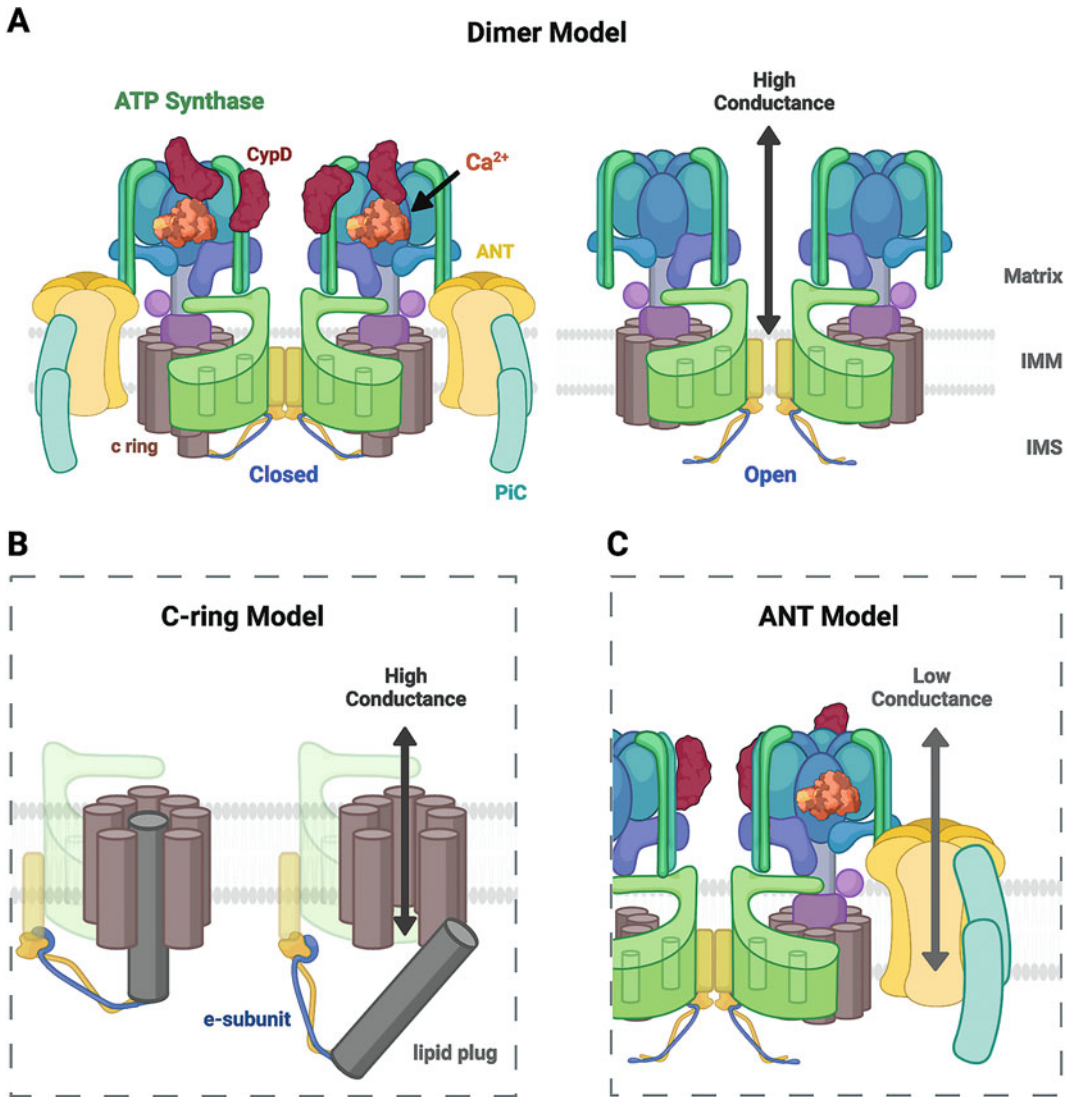 A
Dimer Model
ATP Synthase
CypD
Ca²⁺
ANT
High
Conductance
Matrix
IMM
IMS
c ring
Closed
PiC
Open
B
C-ring Model
High
Conductance
e-subunit
lipid plug
C
ANT Model
Low
Conductance